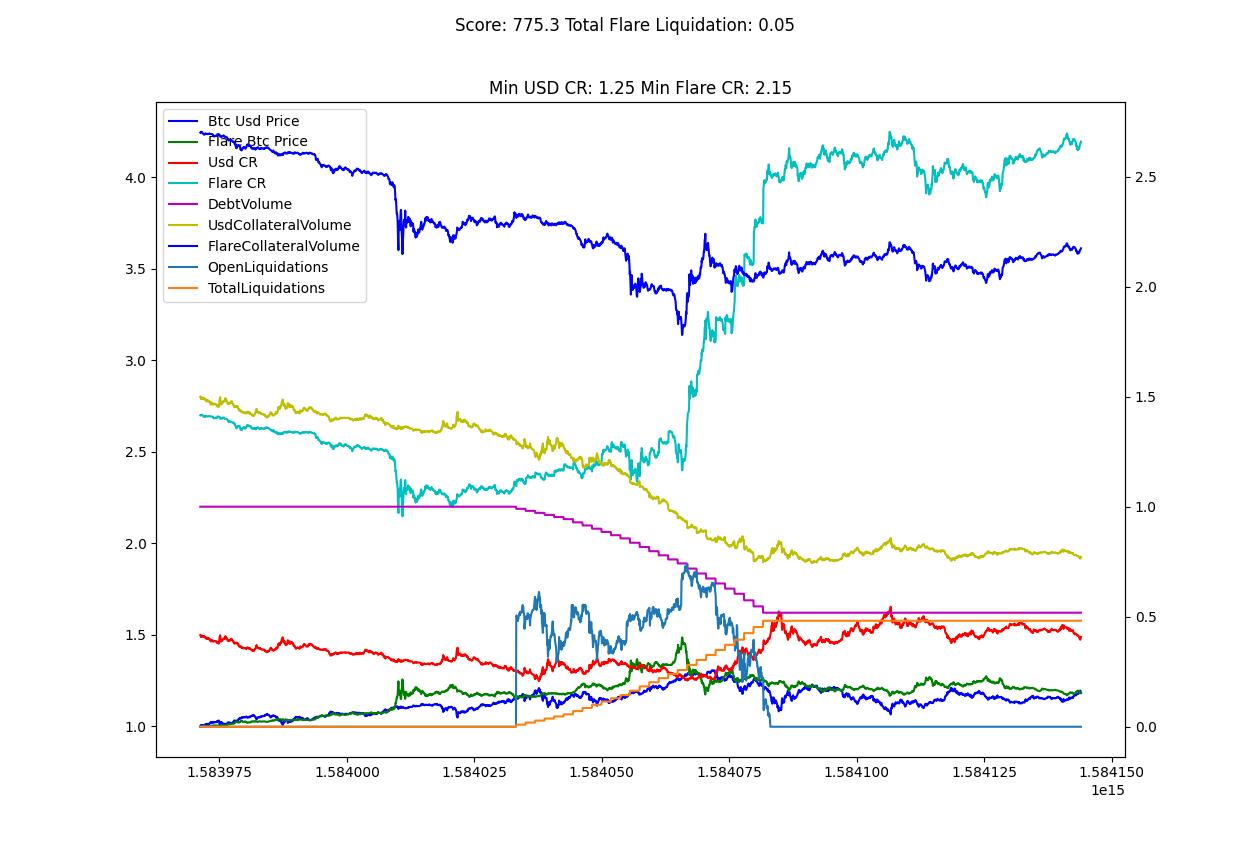 Score: 775.3 Total Flare Liquidation: 0.05
Min USD CR: 1.25 Min Flare CR: 2.15
Btc Usd Price
Flare Btc Price
Usd CR
Flare CR
DebtVolume
UsdCollateralVolume
FlareCollateralVolume
OpenLiquidations
TotalLiquidations
4.0
3.5
3.0
2.5
2.0
1.5
1.0
2.5
2.0
1.5
1.0
0.5
0.0
1.583975 1.584000 1.584025 1.584050 1.584075 1.584100 1.584125 1.584150
1e15